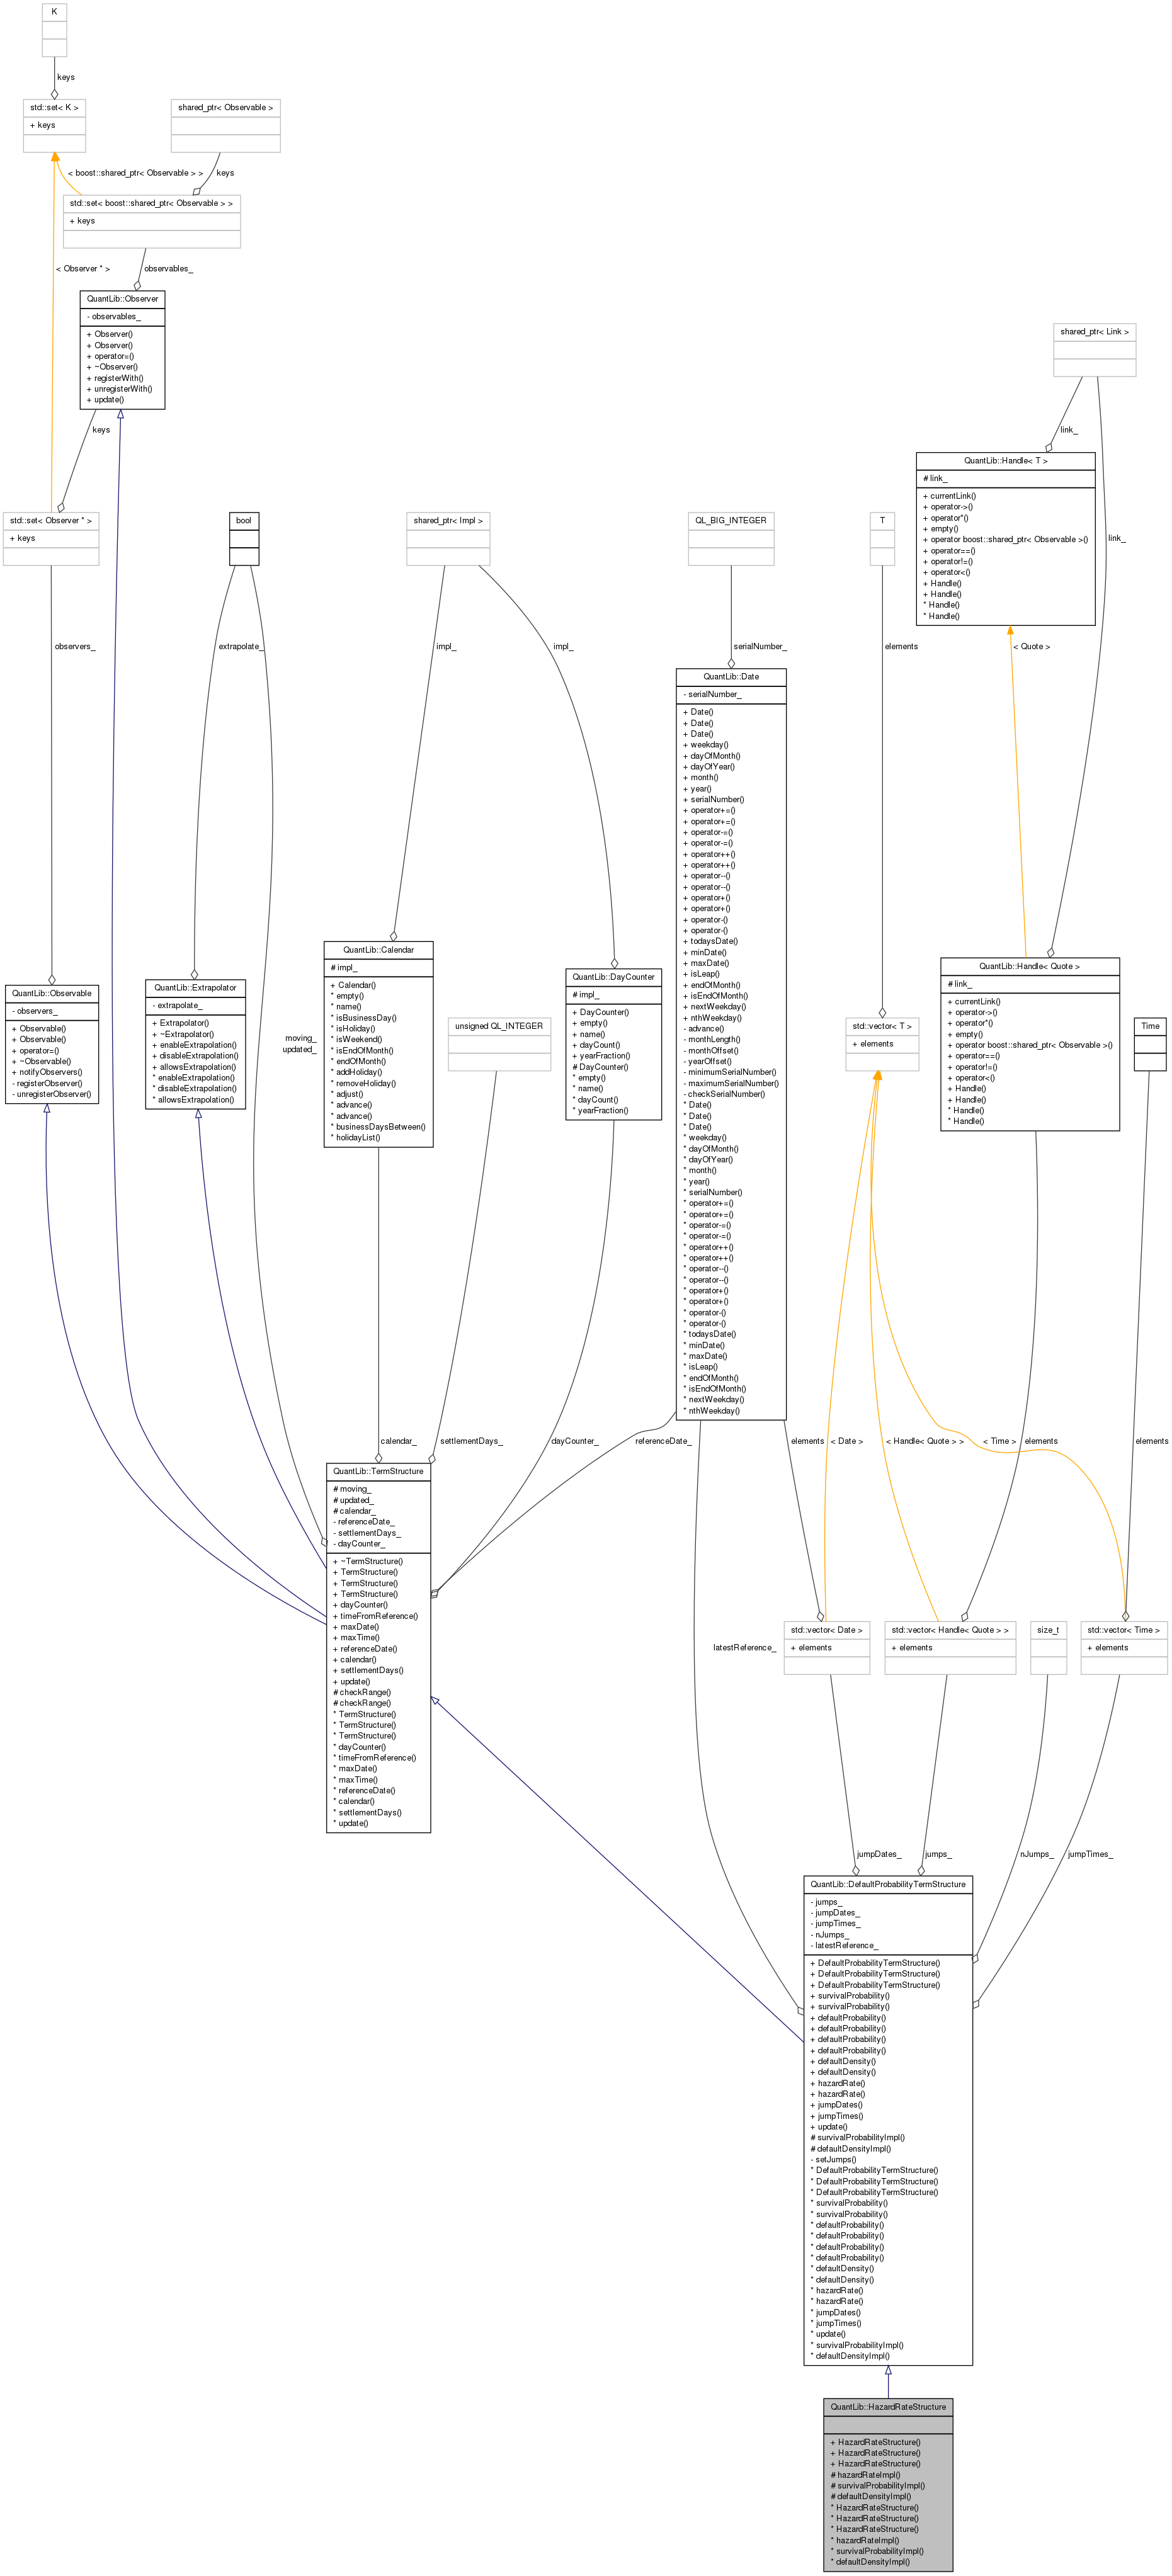 K
keys
std::set< K >
+ keys
shared_ptr< Observable >
< boost::shared_ptr< Observable > >
keys
std::set< boost::shared_ptr< Observable > >
+ keys
< Observer * >
observables_
QuantLib::Observer
- observables_
+ Observer()
+ Observer()
+ operator=()
+ ~Observer()
+ registerWith()
+ unregisterWith()
+ update()
keys
shared_ptr< Link >
link_
QuantLib::Handle< T >
# link_
+ currentLink()
+ operator->()
+ operator*()
+ empty()
+ operator boost::shared_ptr< Observable >()
+ operator==()
+ operator!=()
+ operator<()
+ Handle()
+ Handle()
* Handle()
* Handle()
link_
std::set< Observer * >
+ keys
bool
shared_ptr< Impl >
QL_BIG_INTEGER
T
observers_
extrapolate_
impl_
impl_
serialNumber_
elements
< Quote >
QuantLib::Date
- serialNumber_
+ Date()
+ Date()
+ Date()
+ weekday()
+ dayOfMonth()
+ dayOfYear()
+ month()
+ year()
+ serialNumber()
+ operator+=()
+ operator+=()
+ operator-=()
+ operator-=()
+ operator++()
+ operator++()
+ operator--()
+ operator--()
+ operator+()
+ operator+()
+ operator-()
+ operator-()
+ todaysDate()
+ minDate()
+ maxDate()
+ isLeap()
+ endOfMonth()
+ isEndOfMonth()
+ nextWeekday()
+ nthWeekday()
- advance()
- monthLength()
- monthOffset()
- yearOffset()
- minimumSerialNumber()
- maximumSerialNumber()
- checkSerialNumber()
* Date()
* Date()
* Date()
* weekday()
* dayOfMonth()
* dayOfYear()
* month()
* year()
* serialNumber()
* operator+=()
* operator+=()
* operator-=()
* operator-=()
* operator++()
* operator++()
* operator--()
* operator--()
* operator+()
* operator+()
* operator-()
* operator-()
* todaysDate()
* minDate()
* maxDate()
* isLeap()
* endOfMonth()
* isEndOfMonth()
* nextWeekday()
* nthWeekday()
QuantLib::Observable
- observers_
+ Observable()
+ Observable()
+ operator=()
+ ~Observable()
+ notifyObservers()
- registerObserver()
- unregisterObserver()
QuantLib::Extrapolator
- extrapolate_
+ Extrapolator()
+ ~Extrapolator()
+ enableExtrapolation()
+ disableExtrapolation()
+ allowsExtrapolation()
* enableExtrapolation()
* disableExtrapolation()
* allowsExtrapolation()
moving_
updated_
QuantLib::Calendar
# impl_
+ Calendar()
* empty()
* name()
* isBusinessDay()
* isHoliday()
* isWeekend()
* isEndOfMonth()
* endOfMonth()
* addHoliday()
* removeHoliday()
* adjust()
* advance()
* advance()
* businessDaysBetween()
* holidayList()
unsigned QL_INTEGER
QuantLib::DayCounter
# impl_
+ DayCounter()
+ empty()
+ name()
+ dayCount()
+ yearFraction()
# DayCounter()
* empty()
* name()
* dayCount()
* yearFraction()
std::vector< T >
+ elements
QuantLib::Handle< Quote >
# link_
+ currentLink()
+ operator->()
+ operator*()
+ empty()
+ operator boost::shared_ptr< Observable >()
+ operator==()
+ operator!=()
+ operator<()
+ Handle()
+ Handle()
* Handle()
* Handle()
Time
calendar_
settlementDays_
dayCounter_
referenceDate_
elements
< Date >
< Handle< Quote > >
< Time >
elements
elements
QuantLib::TermStructure
# moving_
# updated_
# calendar_
- referenceDate_
- settlementDays_
- dayCounter_
+ ~TermStructure()
+ TermStructure()
+ TermStructure()
+ TermStructure()
+ dayCounter()
+ timeFromReference()
+ maxDate()
+ maxTime()
+ referenceDate()
+ calendar()
+ settlementDays()
+ update()
# checkRange()
# checkRange()
* TermStructure()
* TermStructure()
* TermStructure()
* dayCounter()
* timeFromReference()
* maxDate()
* maxTime()
* referenceDate()
* calendar()
* settlementDays()
* update()
latestReference_
std::vector< Date >
+ elements
std::vector< Handle< Quote > >
+ elements
size_t
std::vector< Time >
+ elements
jumpDates_
jumps_
nJumps_
jumpTimes_
QuantLib::DefaultProbabilityTermStructure
- jumps_
- jumpDates_
- jumpTimes_
- nJumps_
- latestReference_
+ DefaultProbabilityTermStructure()
+ DefaultProbabilityTermStructure()
+ DefaultProbabilityTermStructure()
+ survivalProbability()
+ survivalProbability()
+ defaultProbability()
+ defaultProbability()
+ defaultProbability()
+ defaultProbability()
+ defaultDensity()
+ defaultDensity()
+ hazardRate()
+ hazardRate()
+ jumpDates()
+ jumpTimes()
+ update()
# survivalProbabilityImpl()
# defaultDensityImpl()
- setJumps()
* DefaultProbabilityTermStructure()
* DefaultProbabilityTermStructure()
* DefaultProbabilityTermStructure()
* survivalProbability()
* survivalProbability()
* defaultProbability()
* defaultProbability()
* defaultProbability()
* defaultProbability()
* defaultDensity()
* defaultDensity()
* hazardRate()
* hazardRate()
* jumpDates()
* jumpTimes()
* update()
* survivalProbabilityImpl()
* defaultDensityImpl()
QuantLib::HazardRateStructure
+ HazardRateStructure()
+ HazardRateStructure()
+ HazardRateStructure()
# hazardRateImpl()
# survivalProbabilityImpl()
# defaultDensityImpl()
* HazardRateStructure()
* HazardRateStructure()
* HazardRateStructure()
* hazardRateImpl()
* survivalProbabilityImpl()
* defaultDensityImpl()